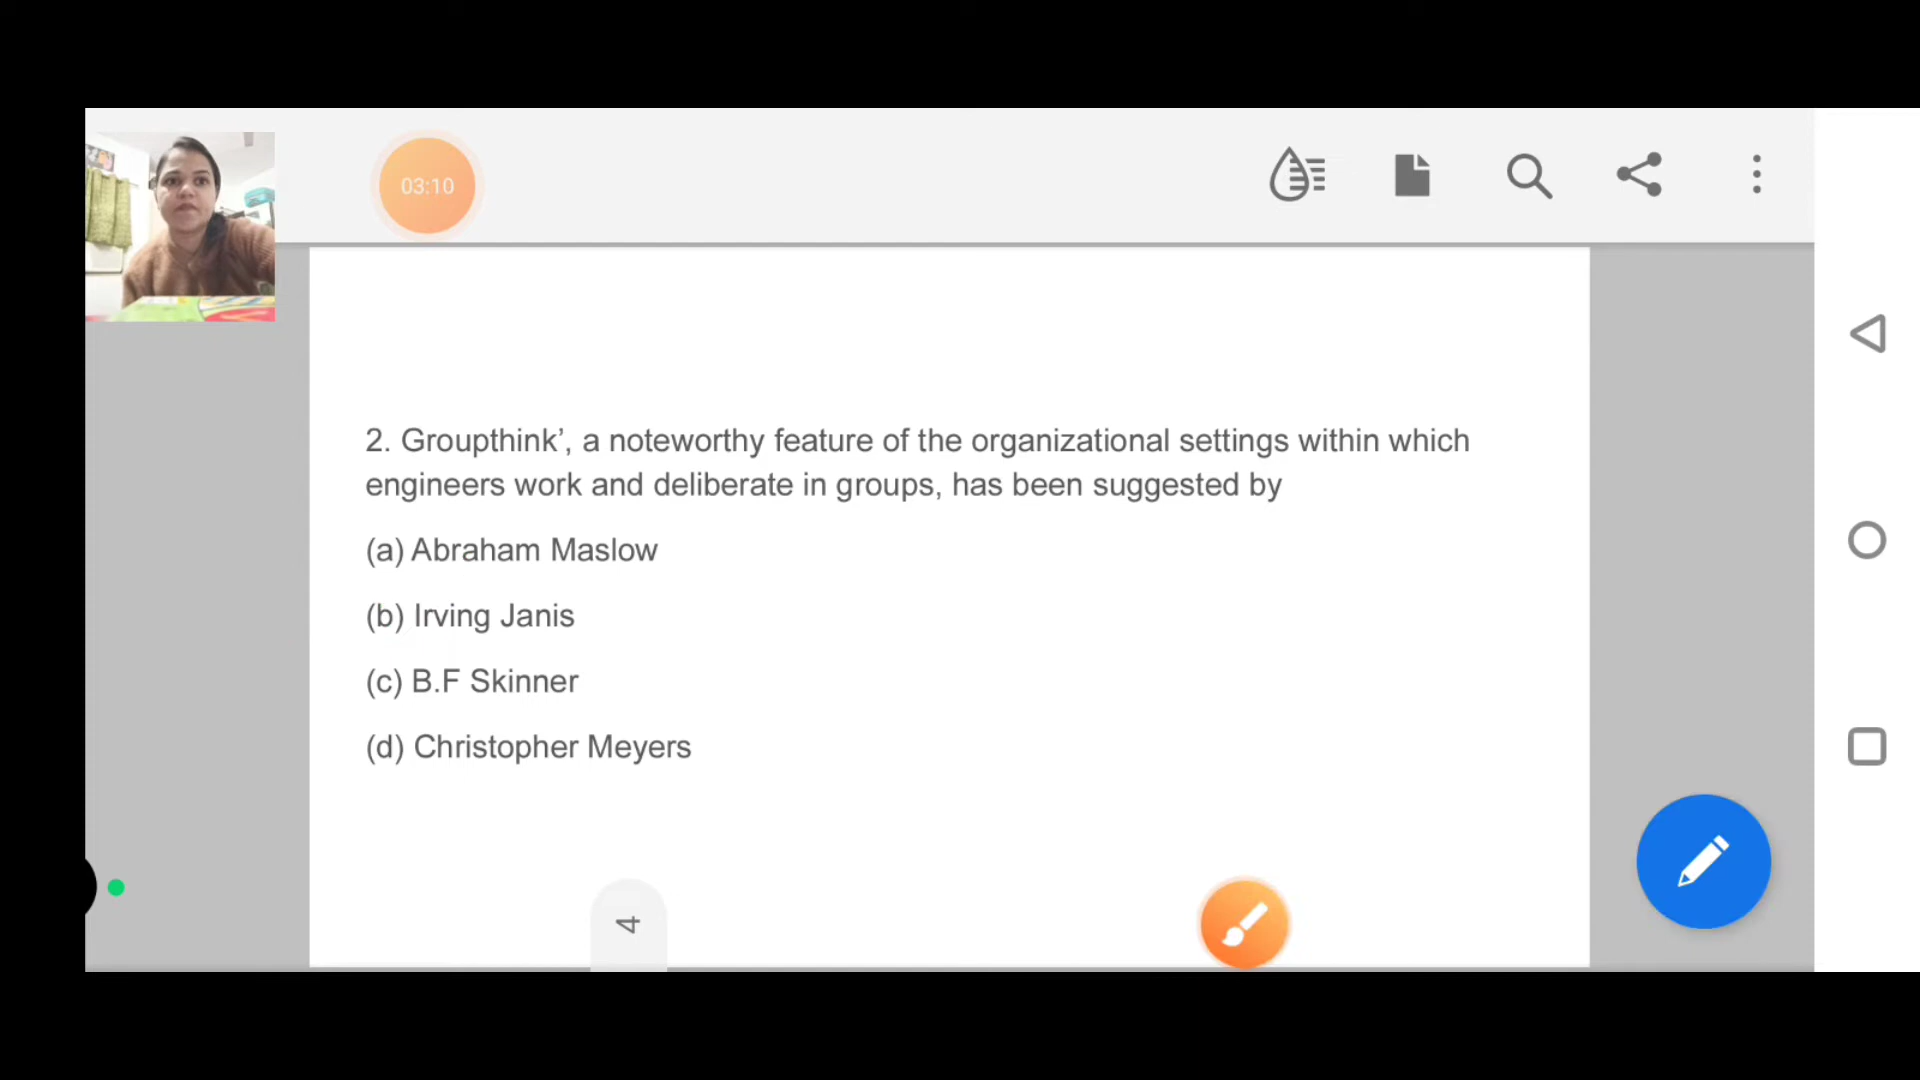 03:10
2. Groupthink’, a noteworthy feature of the organizational settings within which
engineers work and deliberate in groups, has been suggested by
(a) Abraham Maslow
(b) Irving Janis
(c) B.F Skinner
(d) Christopher Meyers
4